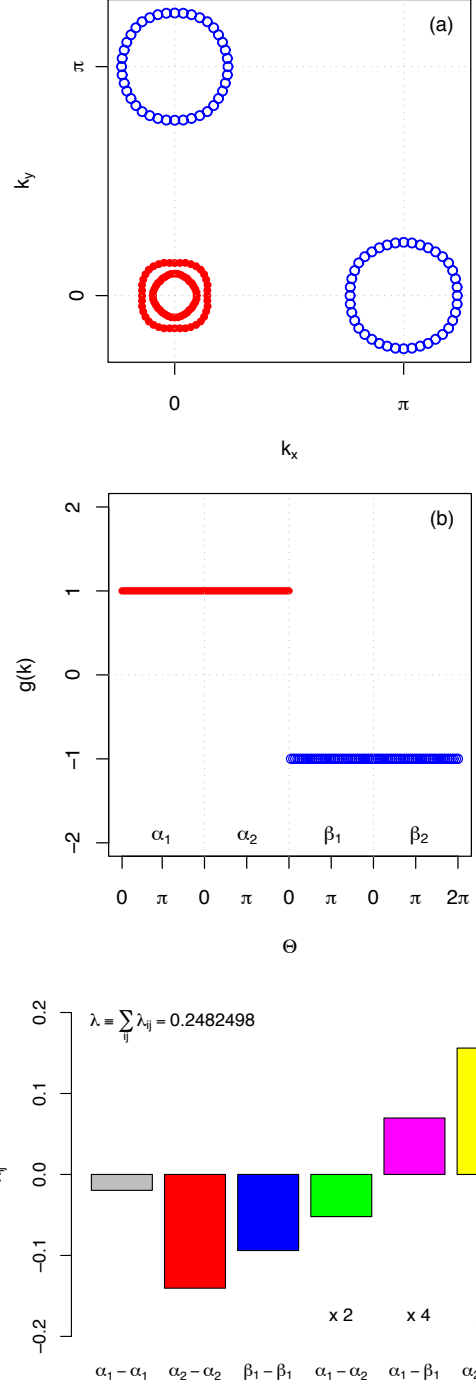 (a)
π
k_y
0
0
π
k_x
(b)
2
1
g(k)
0
−1
−2
α₁ α₂ β₁ β₂
0 π 0 π 0 π 0 π 2π
Θ
0.2
λ ≡ ∑ij λij = 0.2482498
0.1
0.0
−0.1
−0.2
x 2 x 4
α₁ − α₁ α₂ − α₂ β₁ − β₁ α₁ − α₂ α₁ − β₁